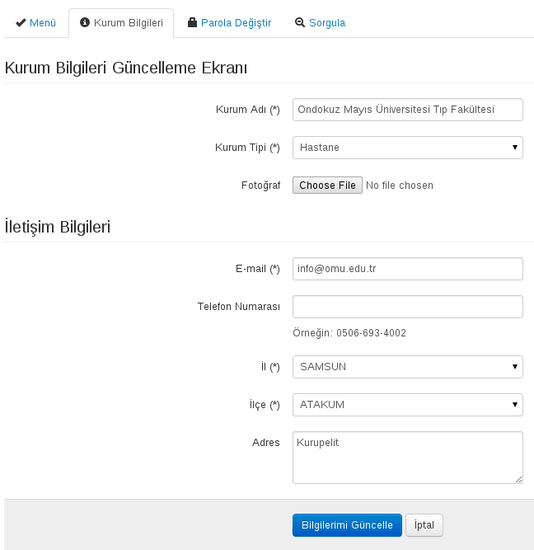 Menü Kurum Bilgileri Parola Değiştir Sorgula
Kurum Bilgileri Güncelleme Ekranı
Kurum Adı (*) Ondokuz Mayıs Üniversitesi Tıp Fakültesi
Kurum Tipi (*) Hastane
Fotoğraf Choose File No file chosen
İletişim Bilgileri
E-mail (*) info@omu.edu.tr
Telefon Numarası
Örneğin: 0506-693-4002
İl (*) SAMSUN
İlçe (*) ATAKUM
Adres Kurupelit
Bilgilerimi Güncelle İptal